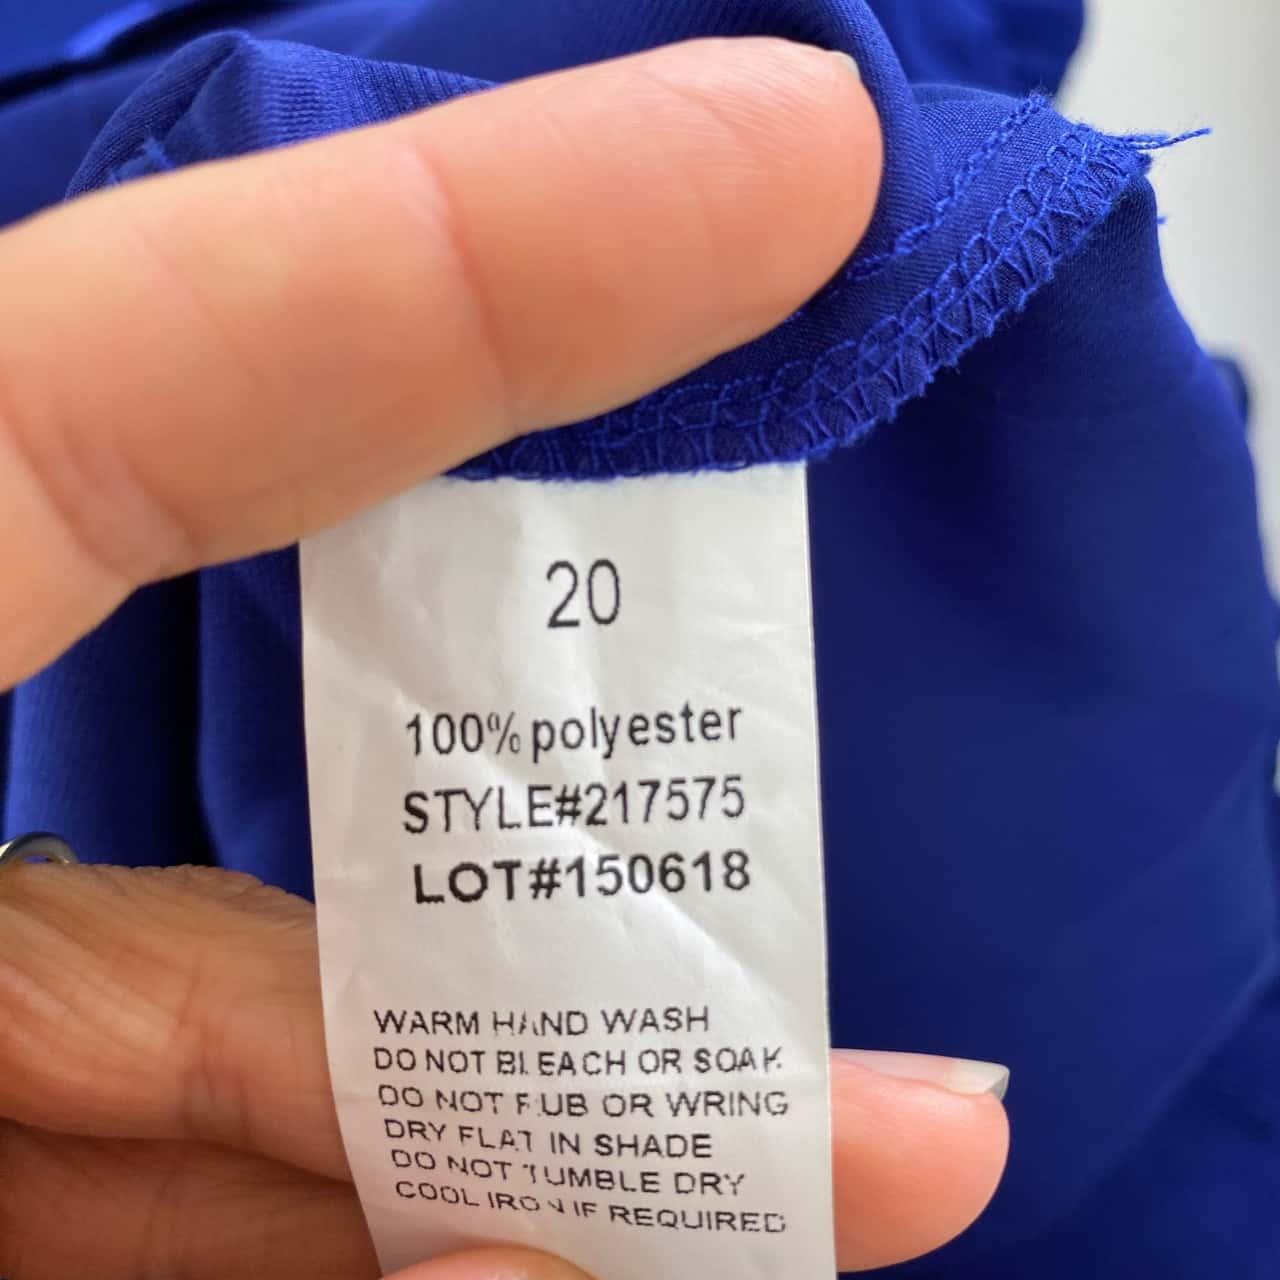 20
100% polyester
STYLE#217575
LOT#150618
WARM HAND WASH
DO NOT BLEACH OR SOAK
DO NOT RUB OR WRING
DRY FLAT IN SHADE
DO NOT TUMBLE DRY
COOL IRON IF REQUIRED